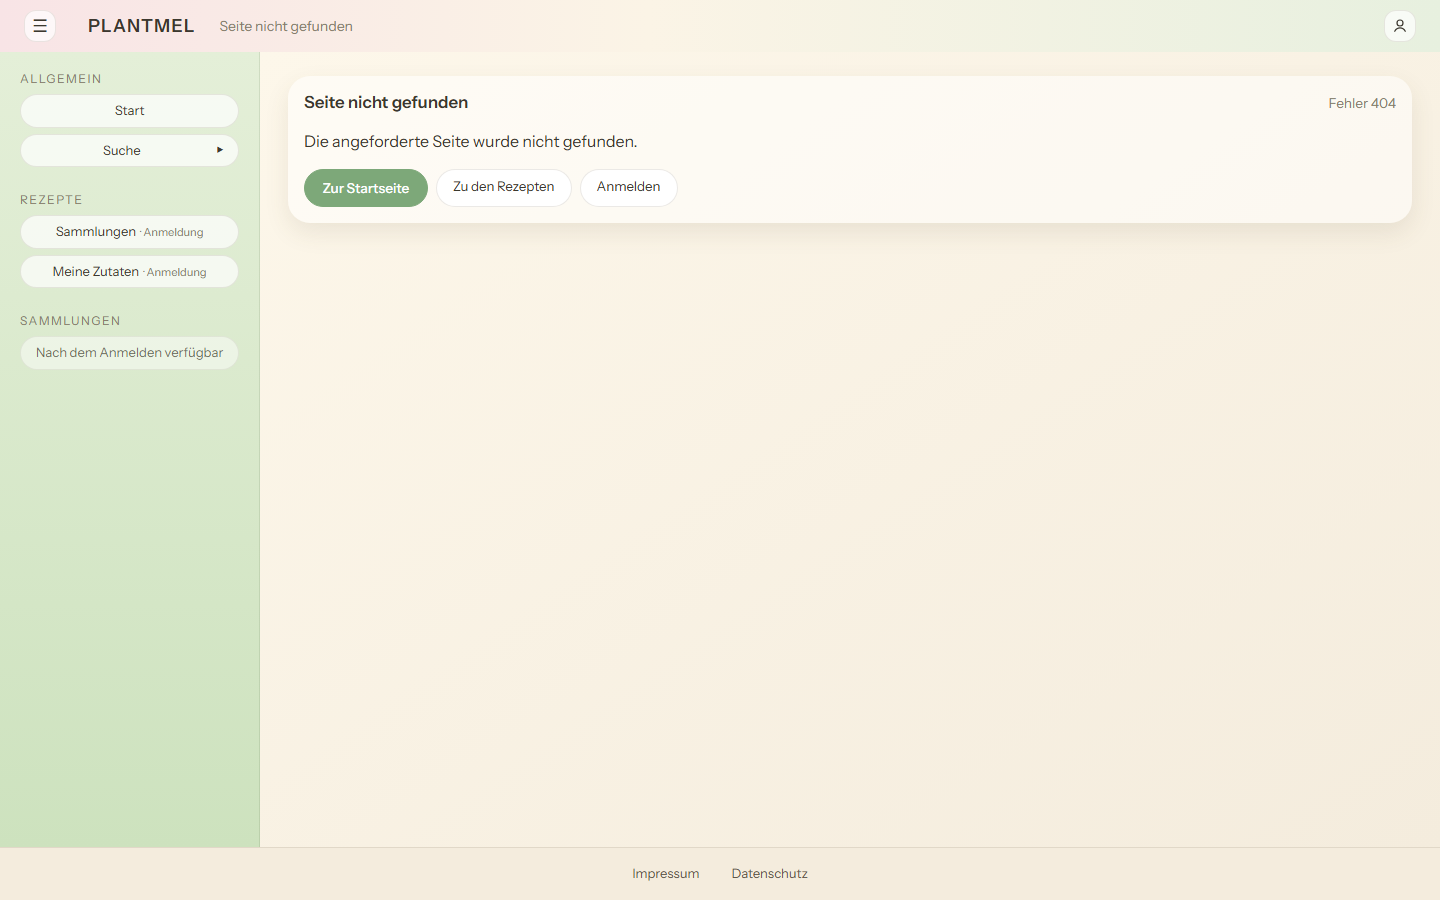 PLANTMEL
Seite nicht gefunden
ALLGEMEIN
Start
Suche
REZEPTE
Sammlungen · Anmeldung
Meine Zutaten · Anmeldung
SAMMLUNGEN
Nach dem Anmelden verfügbar
Seite nicht gefunden
Fehler 404
Die angeforderte Seite wurde nicht gefunden.
Zur Startseite
Zu den Rezepten
Anmelden
Impressum
Datenschutz